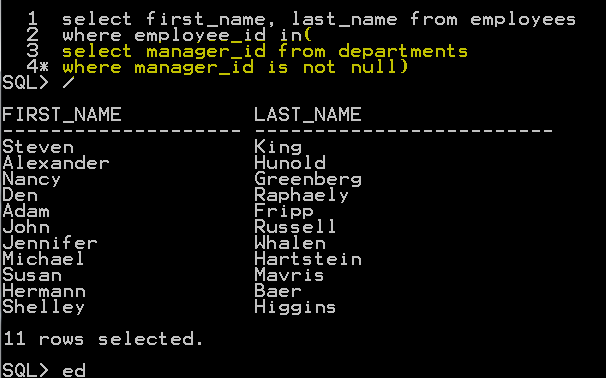 1 select first_name, last_name from employees
2 where employee_id in(
3 select manager_id from departments
4* where manager_id is not null)
SQL> /
FIRST_NAME LAST_NAME
-------------------- -------------------------
Steven King
Alexander Hunold
Nancy Greenberg
Den Raphaely
Adam Fripp
John Russell
Jennifer Whalen
Michael Hartstein
Susan Mavris
Hermann Baer
Shelley Higgins
11 rows selected.
SQL> ed